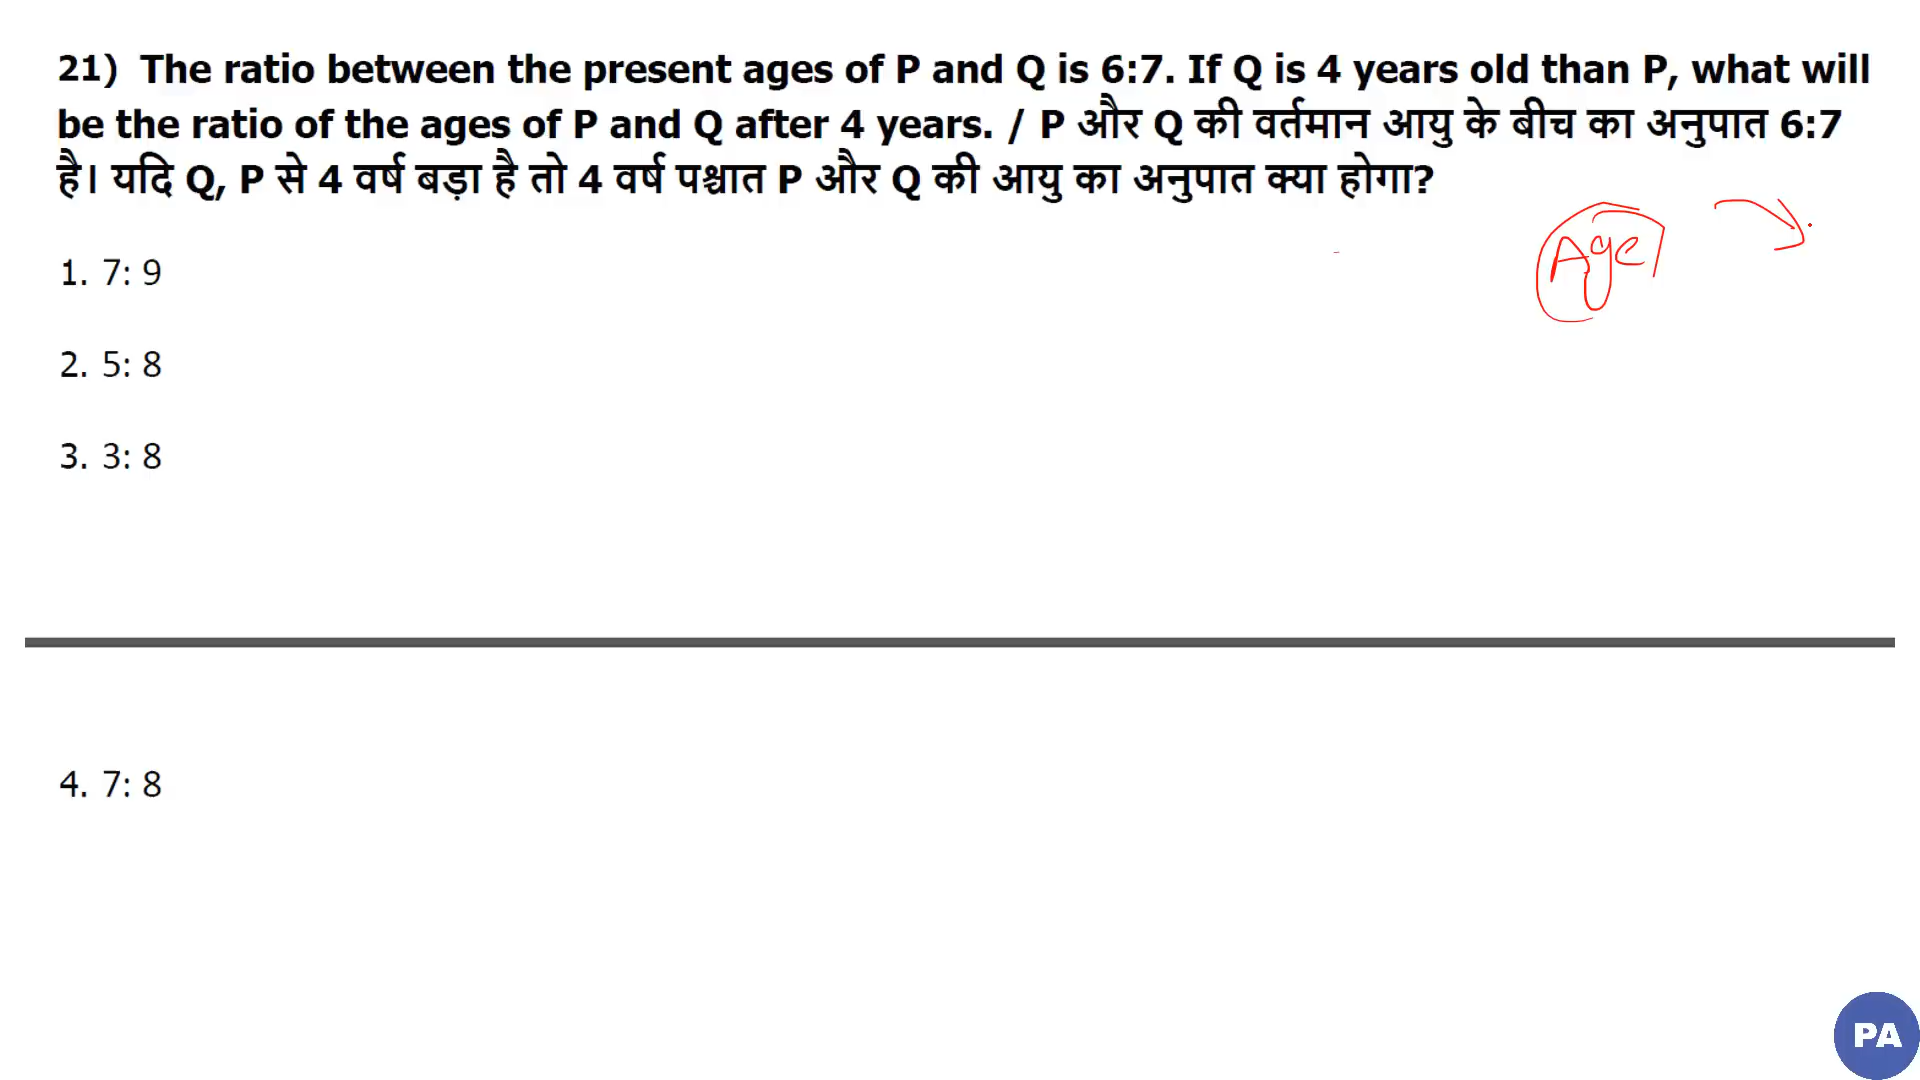 21) The ratio between the present ages of P and Q is 6:7. If Q is 4 years old than P, what will
be the ratio of the ages of P and Q after 4 years. / P और Q की वर्तमान आयु के बीच का अनुपात 6:7
है। यदि Q, P से 4 वर्ष बड़ा है तो 4 वर्ष पश्चात P और Q की आयु का अनुपात क्या होगा?
Age
1. 7: 9
2. 5: 8
3. 3: 8
4. 7: 8
PA